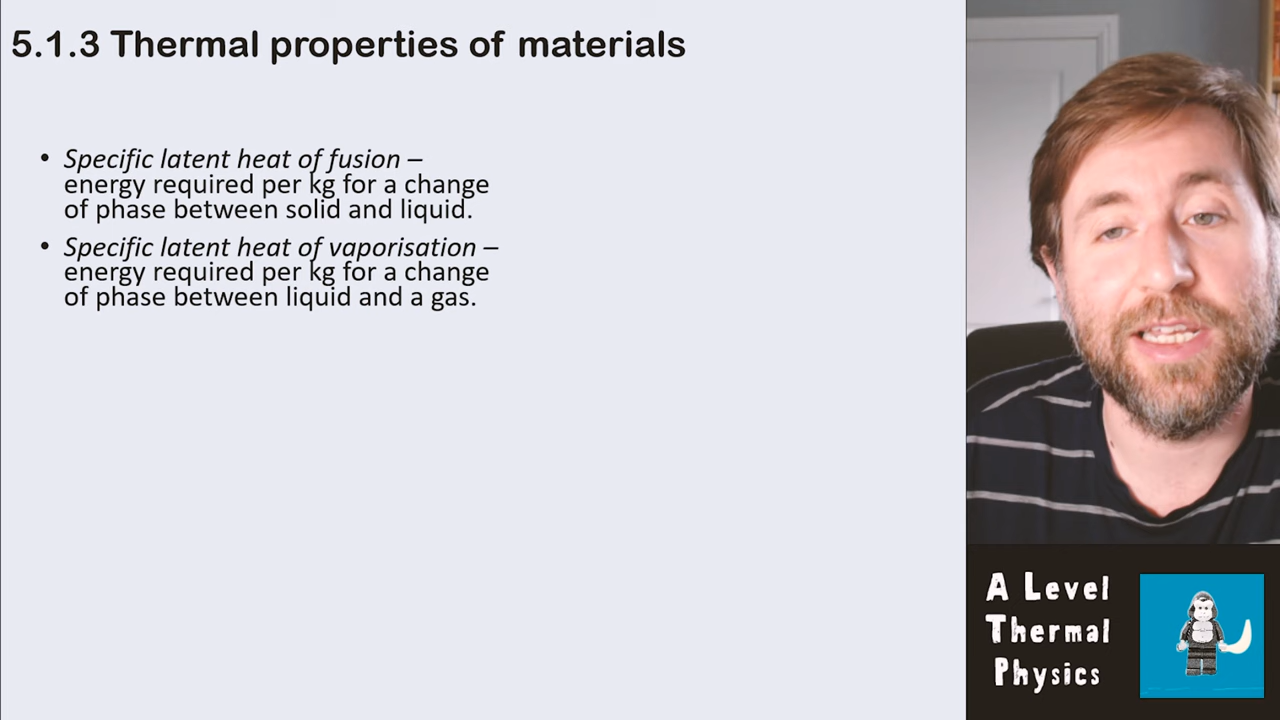 5.1.3 Thermal properties of materials
• Specific latent heat of fusion –
energy required per kg for a change
of phase between solid and liquid.
• Specific latent heat of vaporisation –
energy required per kg for a change
of phase between liquid and a gas.
A Level
Thermal
Physics